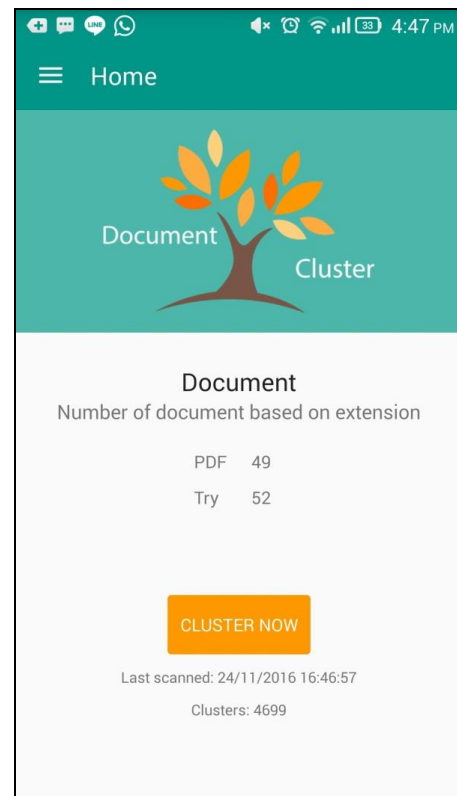 33 4:47 PM
Home
Document
Cluster
Document
Number of document based on extension
PDF 49
Try 52
CLUSTER NOW
Last scanned: 24/11/2016 16:46:57
Clusters: 4699